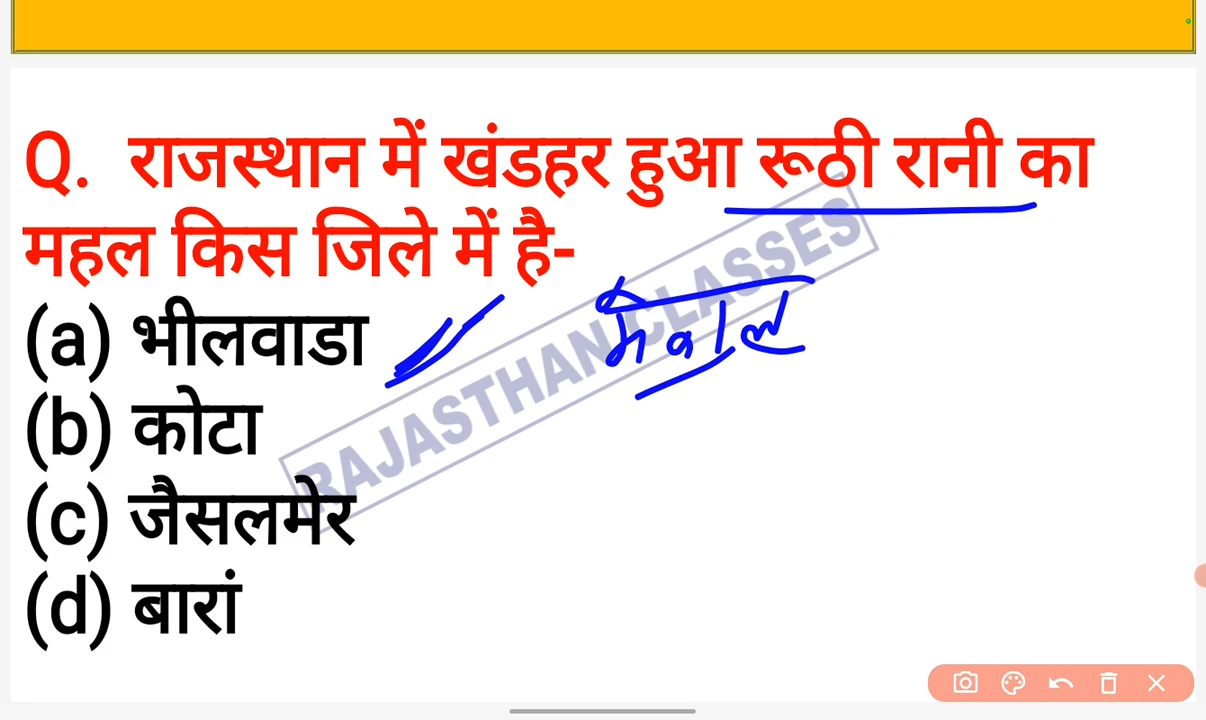 Q. राजस्थान में खंडहर हुआ रूठी रानी का
महल किस जिले में है-
(a) भीलवाडा
(b) कोटा
(c) जैसलमेर
(d) बारां
RAJASTHAN CLASSES